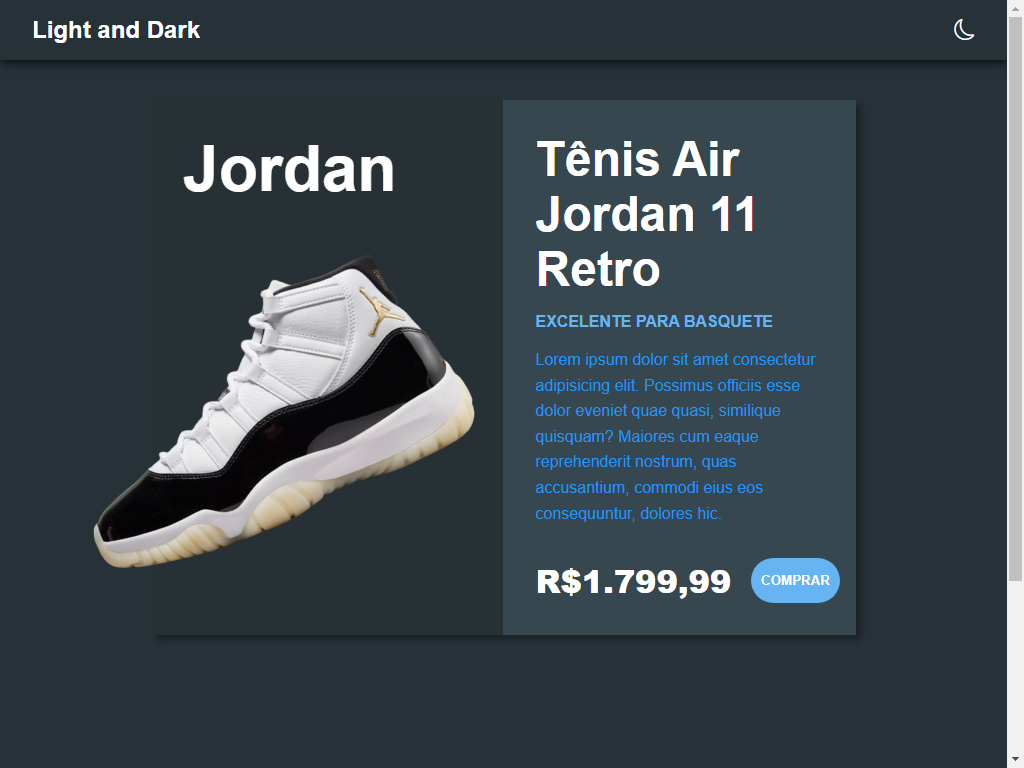 Light and Dark
Jordan
Tênis Air
Jordan 11
Retro
EXCELENTE PARA BASQUETE
Lorem ipsum dolor sit amet consectetur
adipisicing elit. Possimus officiis esse
dolor eveniet quae quasi, similique
quisquam? Maiores cum eaque
reprehenderit nostrum, quas
accusantium, commodi eius eos
consequuntur, dolores hic.
R$1.799,99
COMPRAR